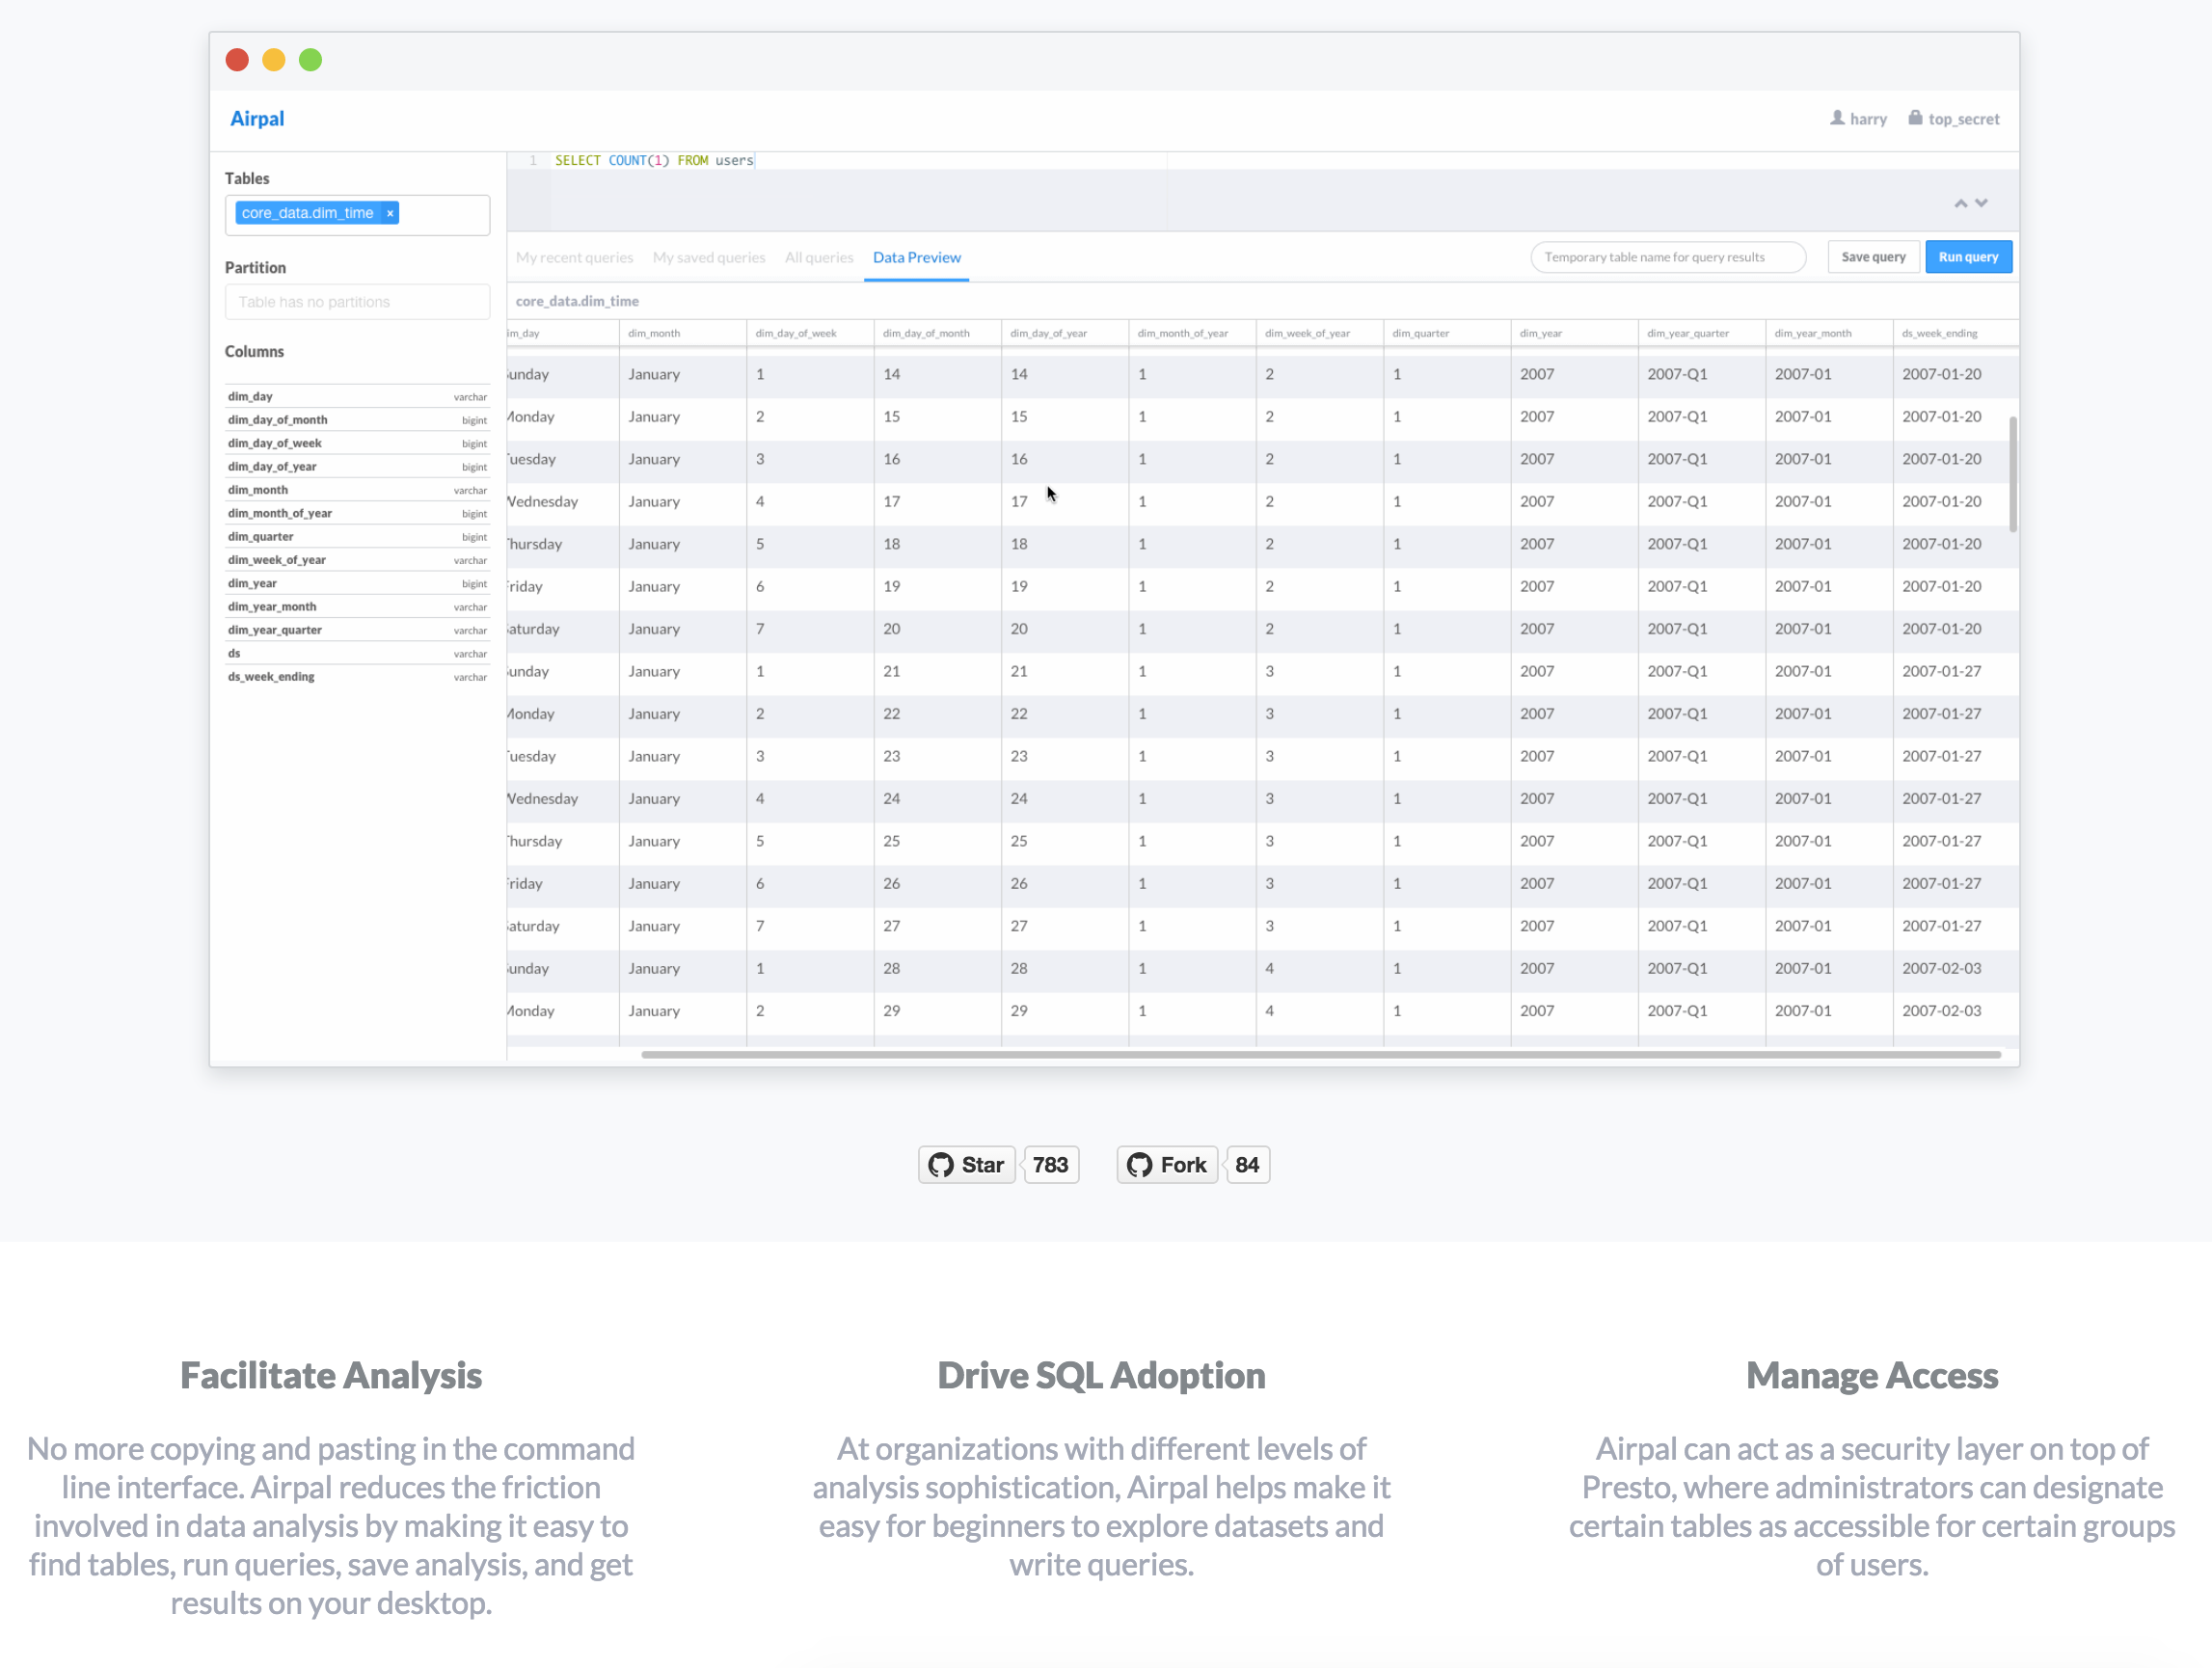 Airpal
harry top_secret
Tables
core_data.dim_time ×
Partition
Table has no partitions
Columns
dim_day varchar
dim_day_of_month bigint
dim_day_of_week bigint
dim_day_of_year bigint
dim_month varchar
dim_month_of_year bigint
dim_quarter bigint
dim_week_of_year varchar
dim_year bigint
dim_year_month varchar
dim_year_quarter varchar
ds varchar
ds_week_ending varchar
1 SELECT COUNT(1) FROM users
My recent queries My saved queries All queries Data Preview Temporary table name for query results Save query Run query
core_data.dim_time
im_day dim_month dim_day_of_week dim_day_of_month dim_day_of_year dim_month_of_year dim_week_of_year dim_quarter dim_year dim_year_quarter dim_year_month ds_week_ending
unday January 1 14 14 1 2 1 2007 2007-Q1 2007-01 2007-01-20
Monday January 2 15 15 1 2 1 2007 2007-Q1 2007-01 2007-01-20
Tuesday January 3 16 16 1 2 1 2007 2007-Q1 2007-01 2007-01-20
Wednesday January 4 17 17 1 2 1 2007 2007-Q1 2007-01 2007-01-20
Thursday January 5 18 18 1 2 1 2007 2007-Q1 2007-01 2007-01-20
Friday January 6 19 19 1 2 1 2007 2007-Q1 2007-01 2007-01-20
Saturday January 7 20 20 1 2 1 2007 2007-Q1 2007-01 2007-01-20
Sunday January 1 21 21 1 3 1 2007 2007-Q1 2007-01 2007-01-27
Monday January 2 22 22 1 3 1 2007 2007-Q1 2007-01 2007-01-27
Tuesday January 3 23 23 1 3 1 2007 2007-Q1 2007-01 2007-01-27
Wednesday January 4 24 24 1 3 1 2007 2007-Q1 2007-01 2007-01-27
Thursday January 5 25 25 1 3 1 2007 2007-Q1 2007-01 2007-01-27
Friday January 6 26 26 1 3 1 2007 2007-Q1 2007-01 2007-01-27
Saturday January 7 27 27 1 3 1 2007 2007-Q1 2007-01 2007-01-27
Sunday January 1 28 28 1 4 1 2007 2007-Q1 2007-01 2007-02-03
Monday January 2 29 29 1 4 1 2007 2007-Q1 2007-01 2007-02-03
Star 783 Fork 84
Facilitate Analysis
No more copying and pasting in the command
line interface. Airpal reduces the friction
involved in data analysis by making it easy to
find tables, run queries, save analysis, and get
results on your desktop.
Drive SQL Adoption
At organizations with different levels of
analysis sophistication, Airpal helps make it
easy for beginners to explore datasets and
write queries.
Manage Access
Airpal can act as a security layer on top of
Presto, where administrators can designate
certain tables as accessible for certain groups
of users.